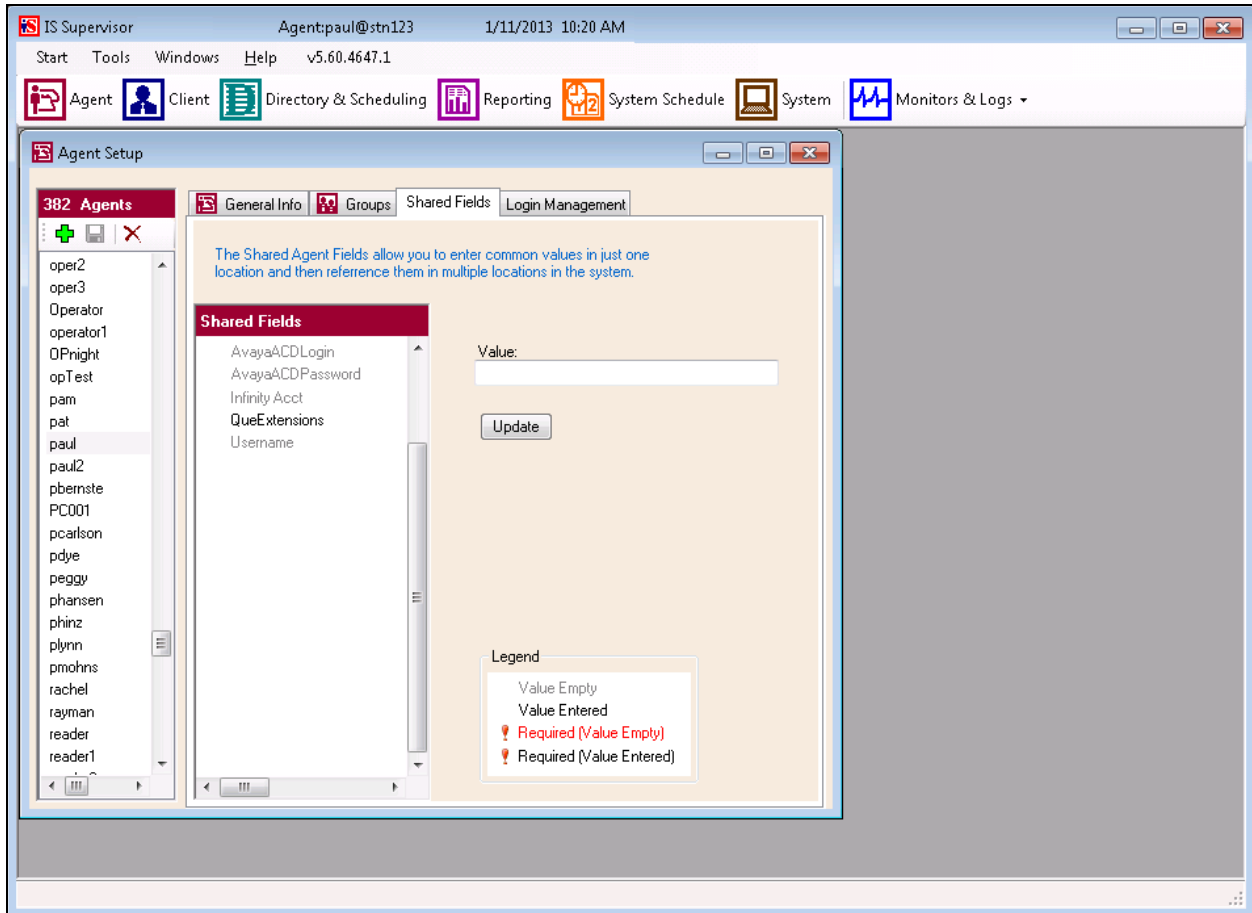 IS Supervisor Agent:paul@stn123 1/11/2013 10:20 AM
Start Tools Windows Help v5.60.4647.1
Agent Client Directory & Scheduling Reporting System Schedule System Monitors & Logs
Agent Setup
382 Agents
oper2
oper3
Operator
operator1
OPnight
opTest
pam
pat
paul
paul2
pbernste
PC001
pcarlson
pdye
peggy
phansen
phinz
plynn
pmohns
rachel
rayman
reader
reader1
General Info Groups Shared Fields Login Management
The Shared Agent Fields allow you to enter common values in just one
location and then referrence them in multiple locations in the system.
Shared Fields
AvayaACDLogin
AvayaACDPassword
Infinity Acct
QueExtensions
Username
Value:
Update
Legend
Value Empty
Value Entered
Required (Value Empty)
Required (Value Entered)